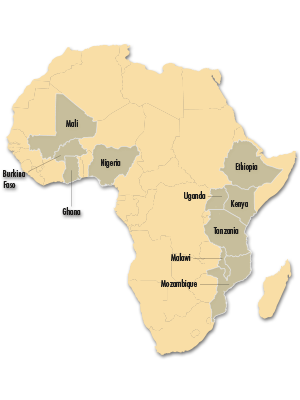 Mali
Burkina
Faso
Nigeria
Ghana
Ethiopia
Uganda
Kenya
Tanzania
Malawi
Mozambique